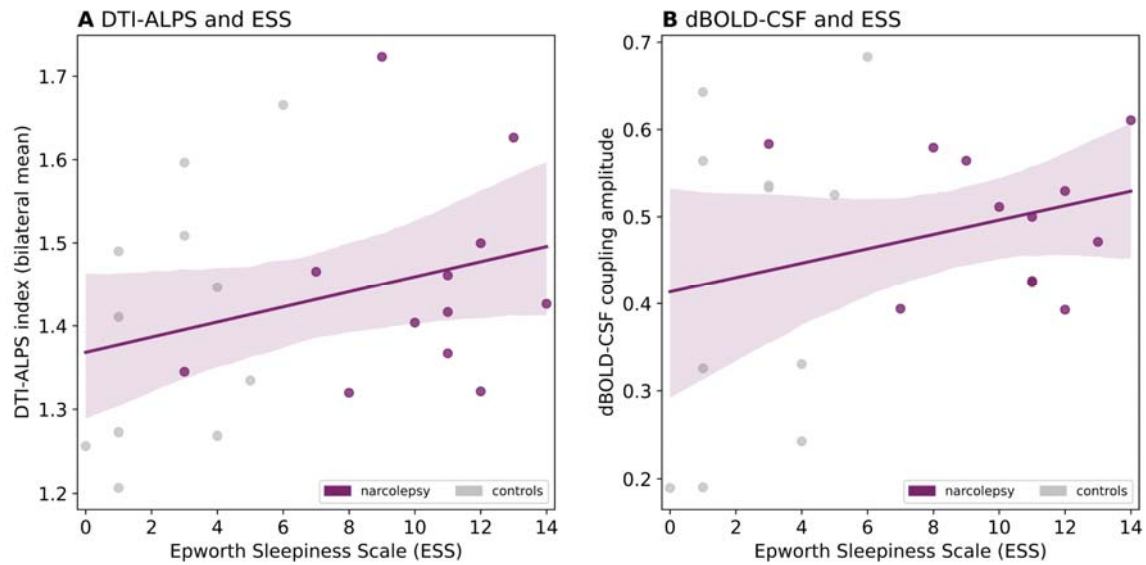 A DTI-ALPS and ESS
DTI-ALPS index (bilateral mean)
1.7
1.6
1.5
1.4
1.3
1.2
narcolepsy controls
0 2 4 6 8 10 12 14
Epworth Sleepiness Scale (ESS)
B dBOLD-CSF and ESS
dBOLD-CSF coupling amplitude
0.7
0.6
0.5
0.4
0.3
0.2
narcolepsy controls
0 2 4 6 8 10 12 14
Epworth Sleepiness Scale (ESS)